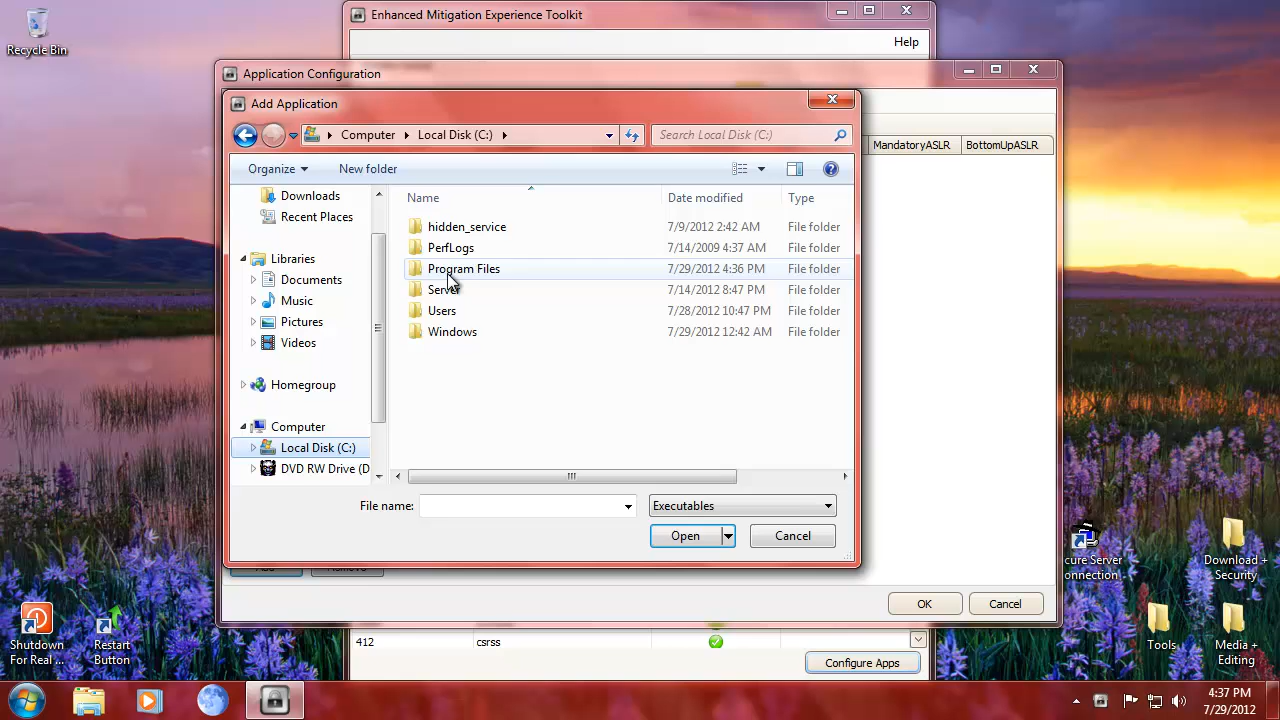 Recycle Bin
Enhanced Mitigation Experience Toolkit
Help
Application Configuration
MandatoryASLR
BottomUpASLR
Add Application
Computer
Local Disk (C:)
Search Local Disk (C:)
Organize
New folder
Downloads
Recent Places
Libraries
Documents
Music
Pictures
Videos
Homegroup
Computer
Local Disk (C:)
DVD RW Drive (D
Name
Date modified
Type
hidden_service
7/9/2012 2:42 AM
File folder
PerfLogs
7/14/2009 4:37 AM
File folder
Program Files
7/29/2012 4:36 PM
File folder
Server
7/14/2012 8:47 PM
File folder
Users
7/28/2012 10:47 PM
File folder
Windows
7/29/2012 12:42 AM
File folder
File name:
Executables
Open
Cancel
OK
Cancel
412
csrss
Configure Apps
Shutdown
For Real ...
Restart
Button
cure Server
onnection
Download +
Security
Tools
Media +
Editing
4:37 PM
7/29/2012